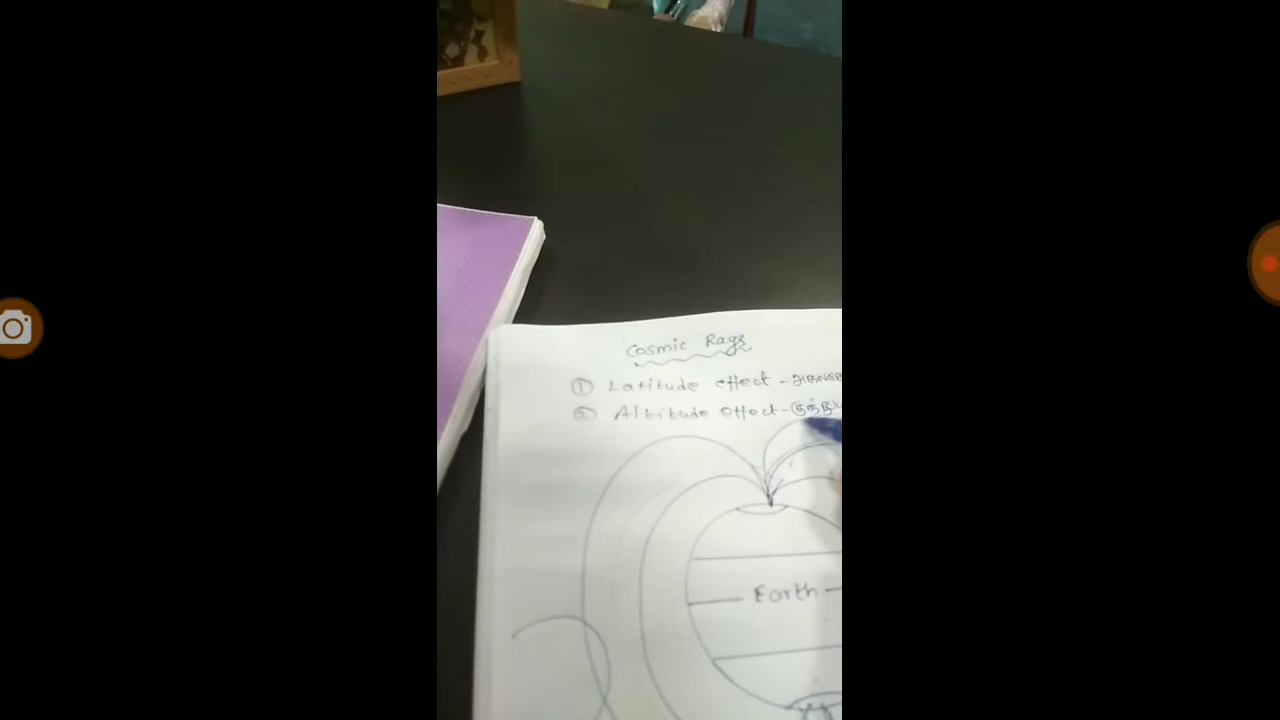 Cosmic Rays
① Latitude effect -
② Altitude effect -
Earth